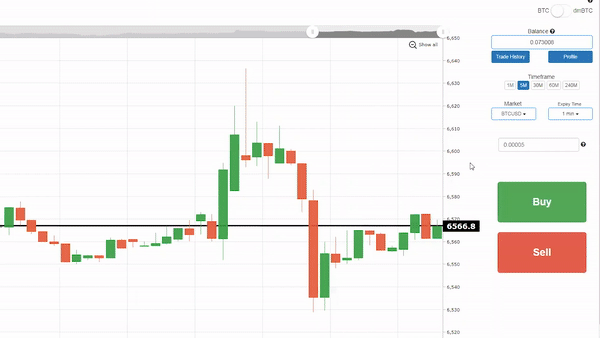 BTC dmBTC
Balance
0.073008
Trade History Profile
Timeframe
1M 5M 30M 60M 240M
Market Expiry Time
BTCUSD 1 min
0.00005
Buy
Sell
Show all
6,650
6,640
6,630
6,620
6,610
6,600
6,590
6,580
6,570
6566.8
6,560
6,550
6,540
6,530
6,520